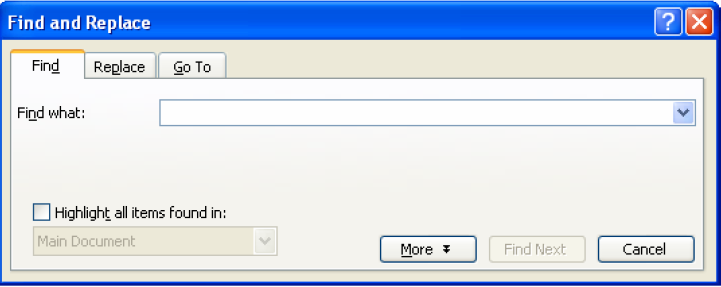 Find and Replace
Find Replace Go To
Find what:
Highlight all items found in:
Main Document
More Find Next Cancel